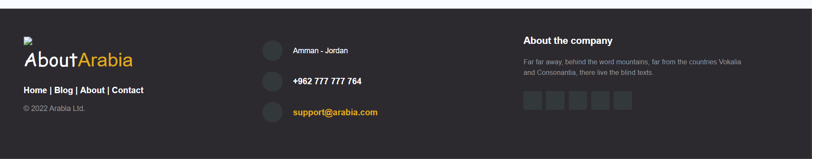 AboutArabia
Home | Blog | About | Contact
© 2022 Arabia Ltd.
Amman - Jordan
+962 777 777 764
support@arabia.com
About the company
Far far away, behind the word mountains, far from the countries Vokalia
and Consonantia, there live the blind texts.